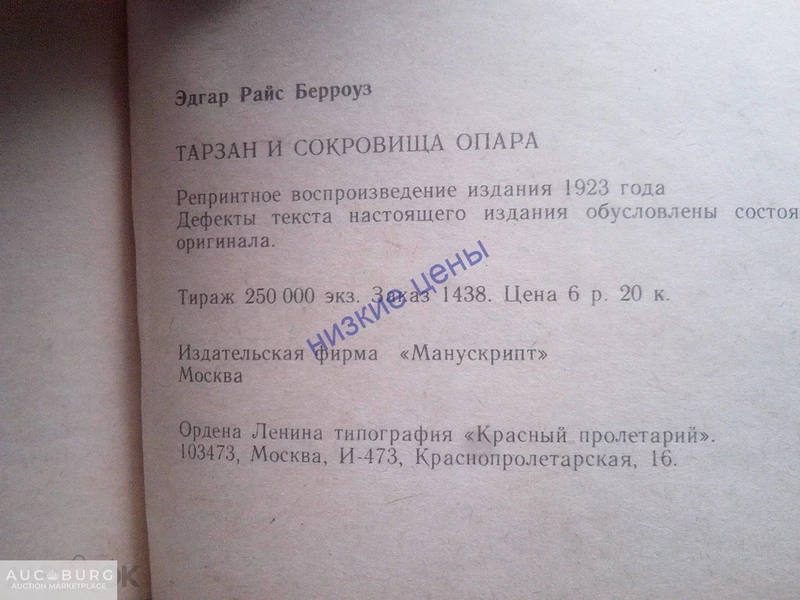 Эдгар Райс Берроуз
ТАРЗАН И СОКРОВИЩА ОПАРА
Репринтное воспроизведение издания 1923 года
Дефекты текста настоящего издания обусловлены
оригинала.
Тираж 250 000 экз. Заказ 1438. Цена 6 р. 20 к.
низкие цены
Издательская фирма «Манускрипт»
Москва
Ордена Ленина типография «Красный пролетарий».
103473, Москва, И-473, Краснопролетарская, 16.
AUC BURG
AUCTION MARKETPLACE